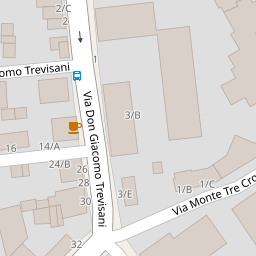 2/C
1
omo Trevisani
Via Don Giacomo Trevisani
3/B
16
14/A
24/B
26
28
30
32
3/E
1/B
1/C
Via Monte Tre Cro